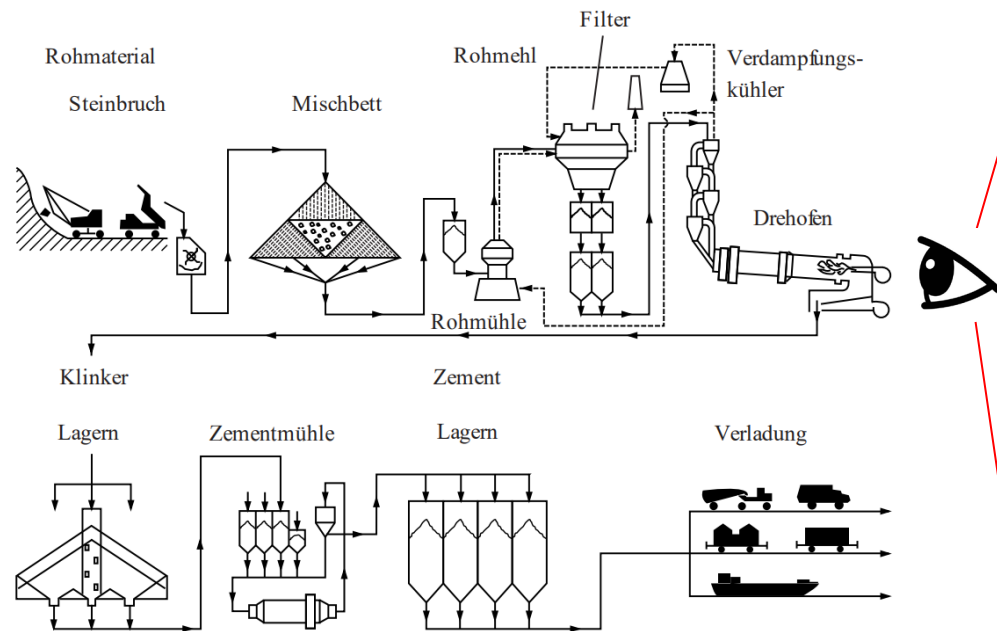 Filter
Rohmaterial
Rohmehl
Verdampfungs-
kühler
Steinbruch
Mischbett
Drehofen
Rohmühle
Klinker
Zement
Lagern
Zementmühle
Lagern
Verladung